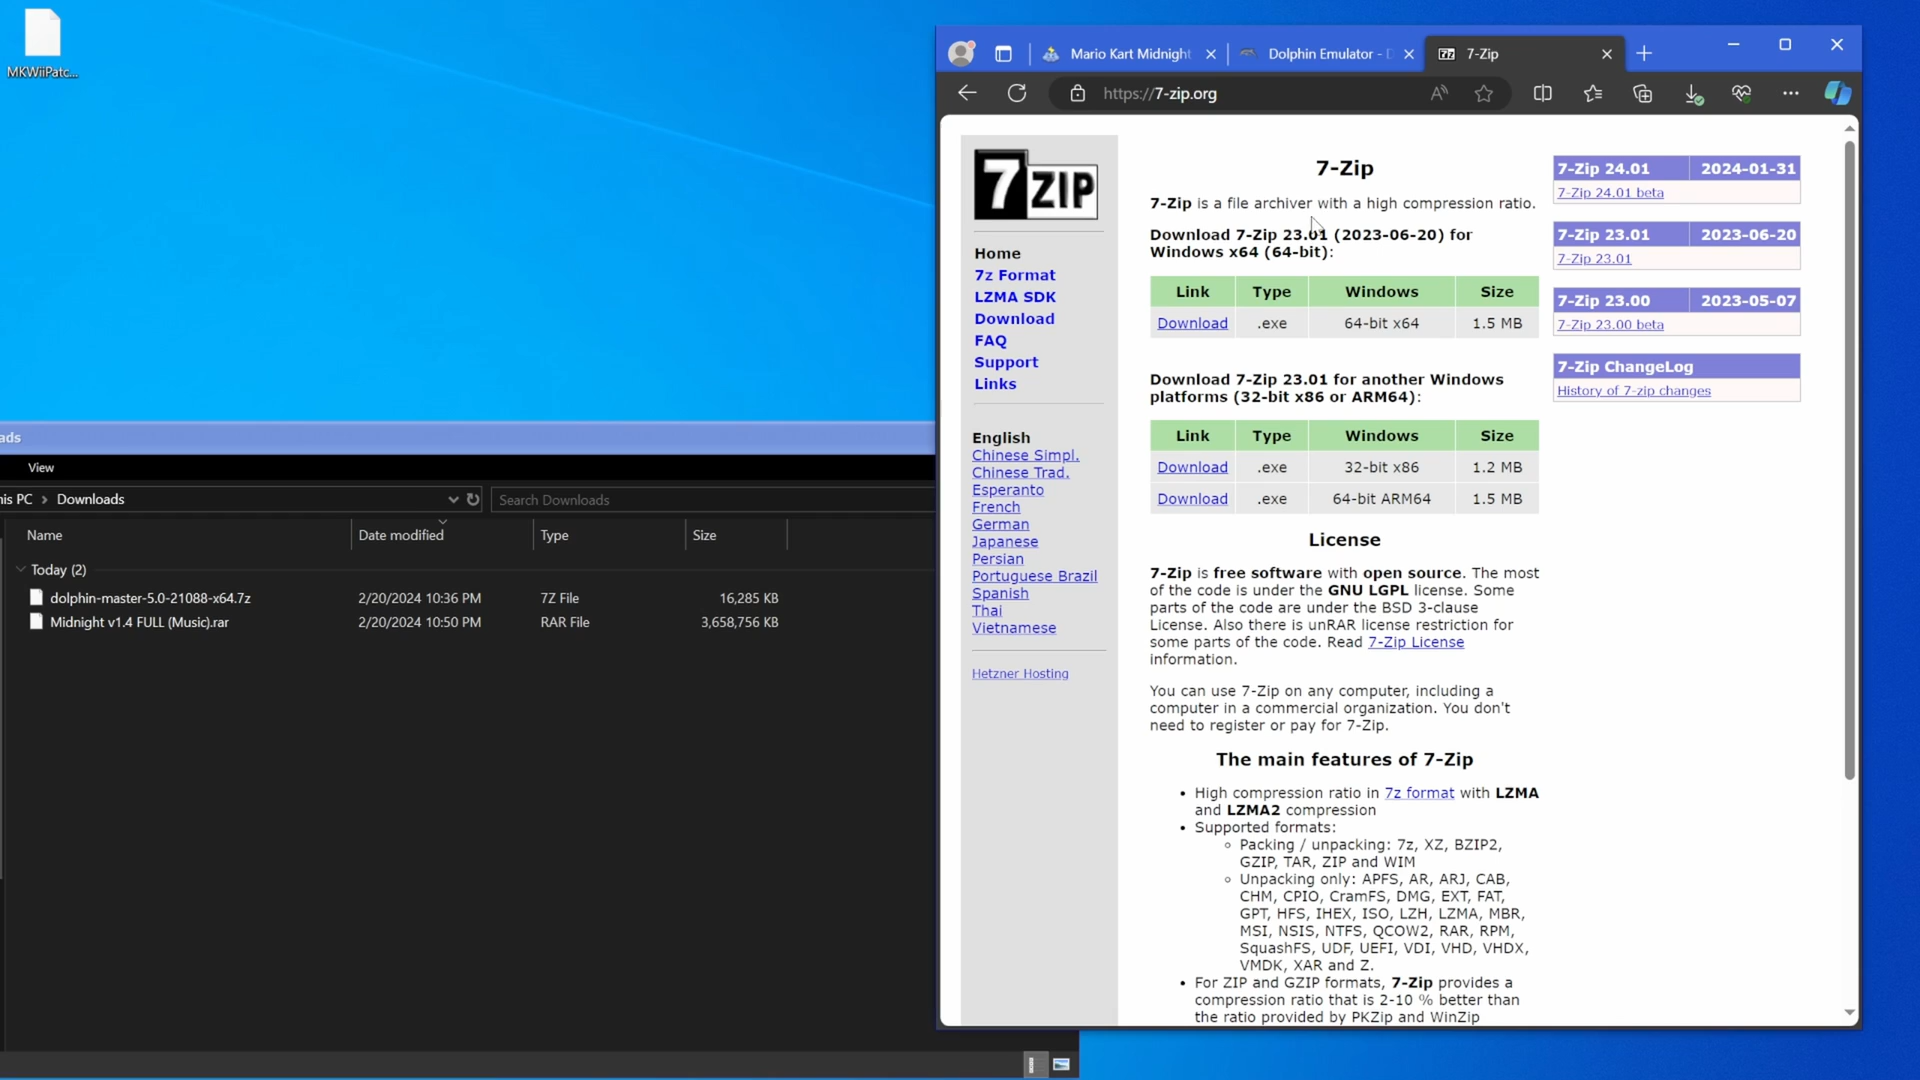 MKWiiPatc...
ads
View
his PC > Downloads
Search Downloads
Name
Date modified
Type
Size
Today (2)
dolphin-master-5.0-21088-x64.7z 2/20/2024 10:36 PM 7Z File 16,285 KB
Midnight v1.4 FULL (Music).rar 2/20/2024 10:50 PM RAR File 3,658,756 KB
Mario Kart Midnight
Dolphin Emulator - D
7-Zip
https://7-zip.org
7ZIP
Home
7z Format
LZMA SDK
Download
FAQ
Support
Links
English
Chinese Simpl.
Chinese Trad.
Esperanto
French
German
Japanese
Persian
Portuguese Brazil
Spanish
Thai
Vietnamese
Hetzner Hosting
7-Zip
7-Zip is a file archiver with a high compression ratio.
Download 7-Zip 23.01 (2023-06-20) for
Windows x64 (64-bit):
Link Type Windows Size
Download .exe 64-bit x64 1.5 MB
Download 7-Zip 23.01 for another Windows
platforms (32-bit x86 or ARM64):
Link Type Windows Size
Download .exe 32-bit x86 1.2 MB
Download .exe 64-bit ARM64 1.5 MB
License
7-Zip is free software with open source. The most
of the code is under the GNU LGPL license. Some
parts of the code are under the BSD 3-clause
License. Also there is unRAR license restriction for
some parts of the code. Read 7-Zip License
information.
You can use 7-Zip on any computer, including a
computer in a commercial organization. You don't
need to register or pay for 7-Zip.
The main features of 7-Zip
• High compression ratio in 7z format with LZMA
and LZMA2 compression
• Supported formats:
◦ Packing / unpacking: 7z, XZ, BZIP2,
GZIP, TAR, ZIP and WIM
◦ Unpacking only: APFS, AR, ARJ, CAB,
CHM, CPIO, CramFS, DMG, EXT, FAT,
GPT, HFS, IHEX, ISO, LZH, LZMA, MBR,
MSI, NSIS, NTFS, QCOW2, RAR, RPM,
SquashFS, UDF, UEFI, VDI, VHD, VHDX,
VMDK, XAR and Z.
• For ZIP and GZIP formats, 7-Zip provides a
compression ratio that is 2-10 % better than
the ratio provided by PKZip and WinZip
7-Zip 24.01 2024-01-31
7-Zip 24.01 beta
7-Zip 23.01 2023-06-20
7-Zip 23.01
7-Zip 23.00 2023-05-07
7-Zip 23.00 beta
7-Zip ChangeLog
History of 7-zip changes